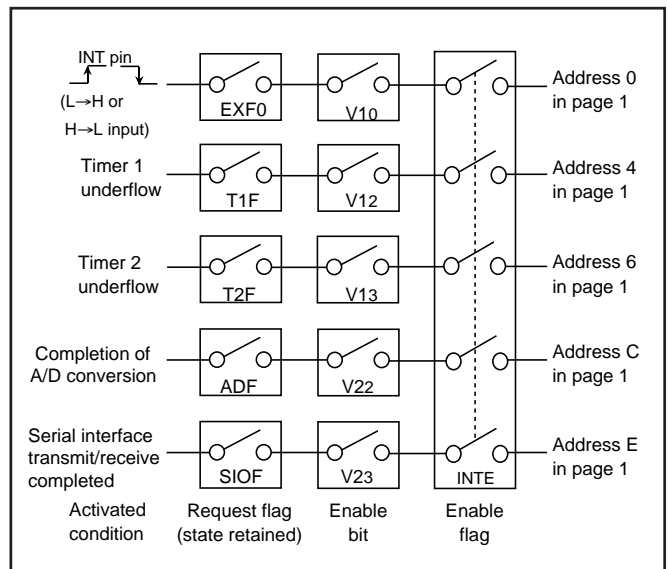 INT pin
(L→H or
H→L input)
EXF0
V10
Address 0
in page 1
Timer 1
underflow
T1F
V12
Address 4
in page 1
Timer 2
underflow
T2F
V13
Address 6
in page 1
Completion of
A/D conversion
ADF
V22
Address C
in page 1
Serial interface
transmit/receive
completed
SIOF
V23
INTE
Address E
in page 1
Activated
condition
Request flag
(state retained)
Enable
bit
Enable
flag